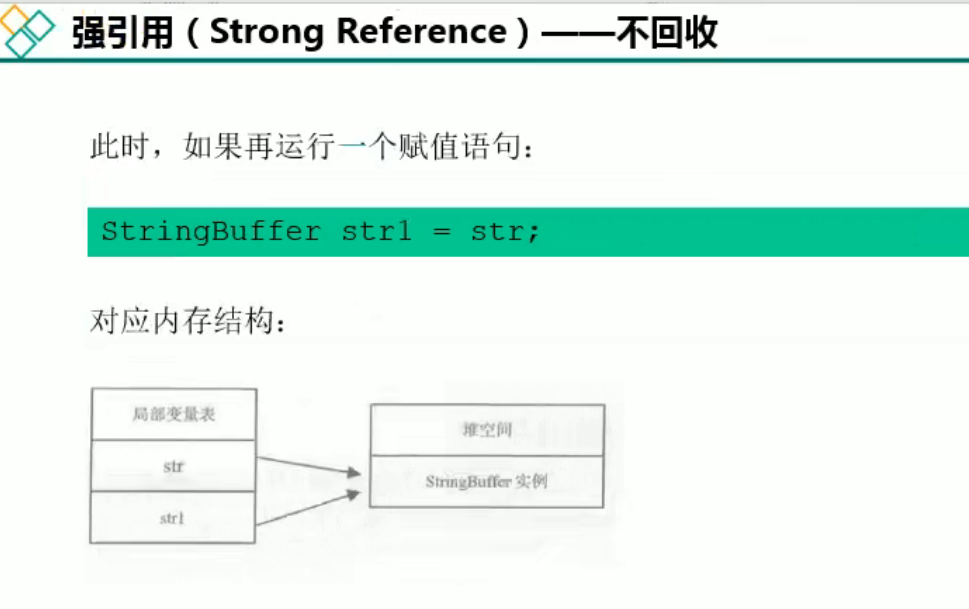 强引用（Strong Reference）——不回收
此时，如果再运行一个赋值语句：
StringBuffer str1 = str;
对应内存结构：
局部变量表
str
str1
堆空间
StringBuffer 实例